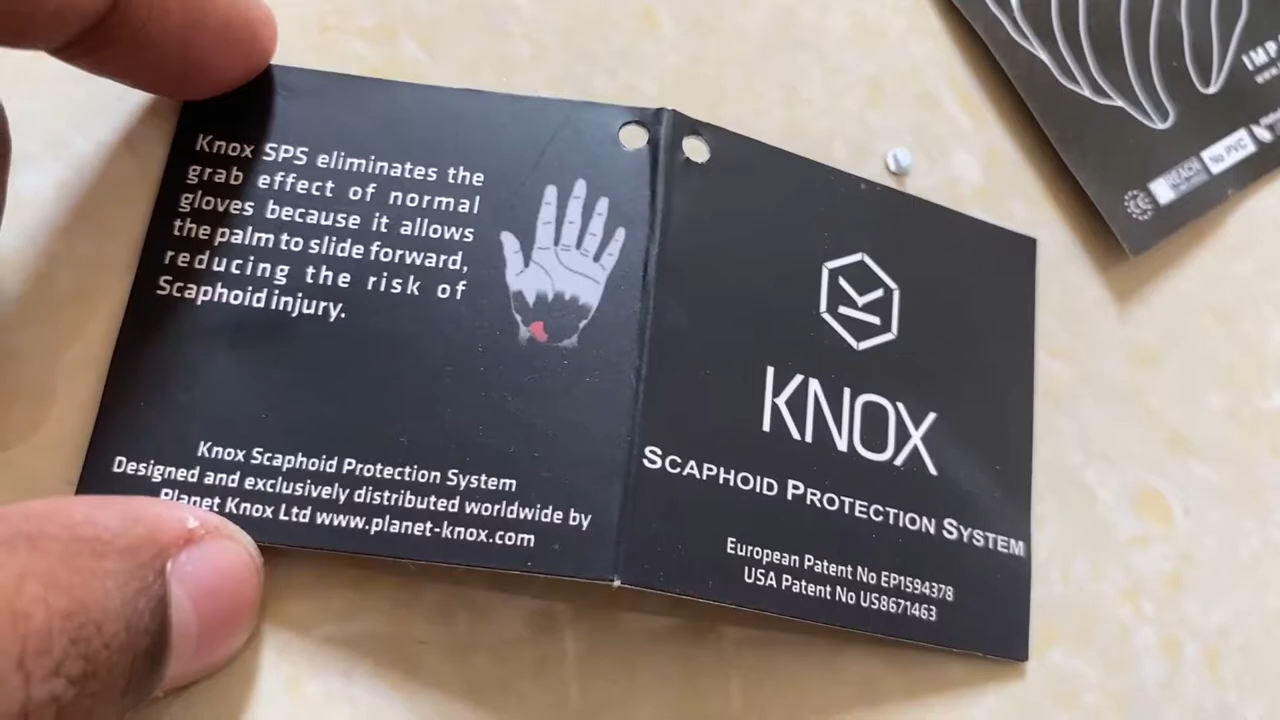 Knox SPS eliminates the
grab effect of normal
gloves because it allows
the palm to slide forward,
reducing the risk of
Scaphoid injury.
Knox Scaphoid Protection System
Designed and exclusively distributed worldwide by
Planet Knox Ltd www.planet-knox.com
KNOX
SCAPHOID PROTECTION SYSTEM
European Patent No EP1594378
USA Patent No US8671463
REACH
No PVC
CE